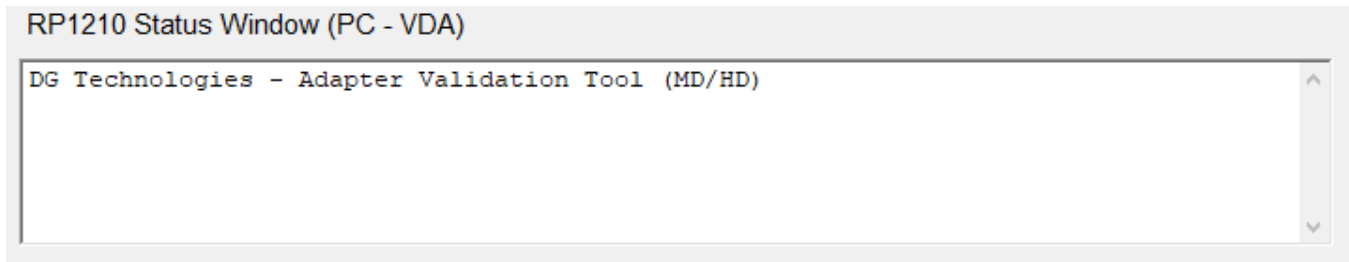 RP1210 Status Window (PC - VDA)
DG Technologies - Adapter Validation Tool (MD/HD)